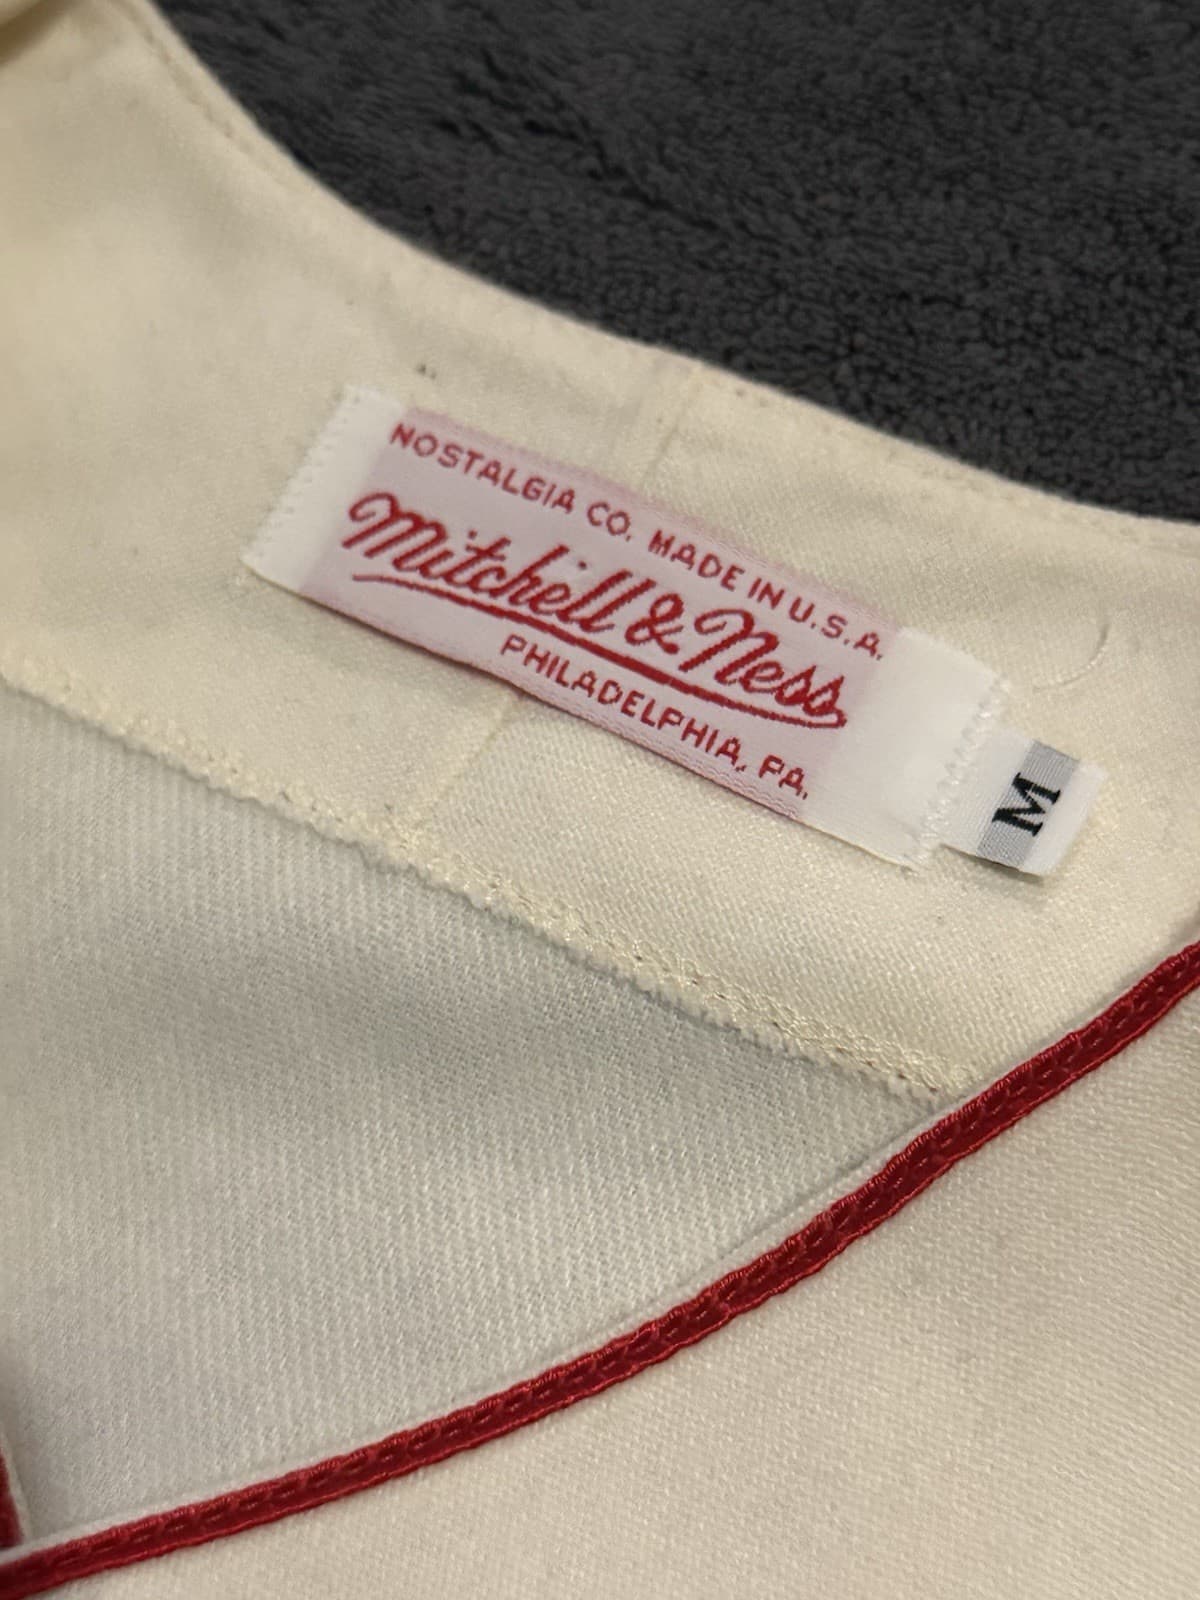 NOSTALGIA CO. MADE IN U.S.A.
Mitchell & Ness
PHILADELPHIA, PA.
M